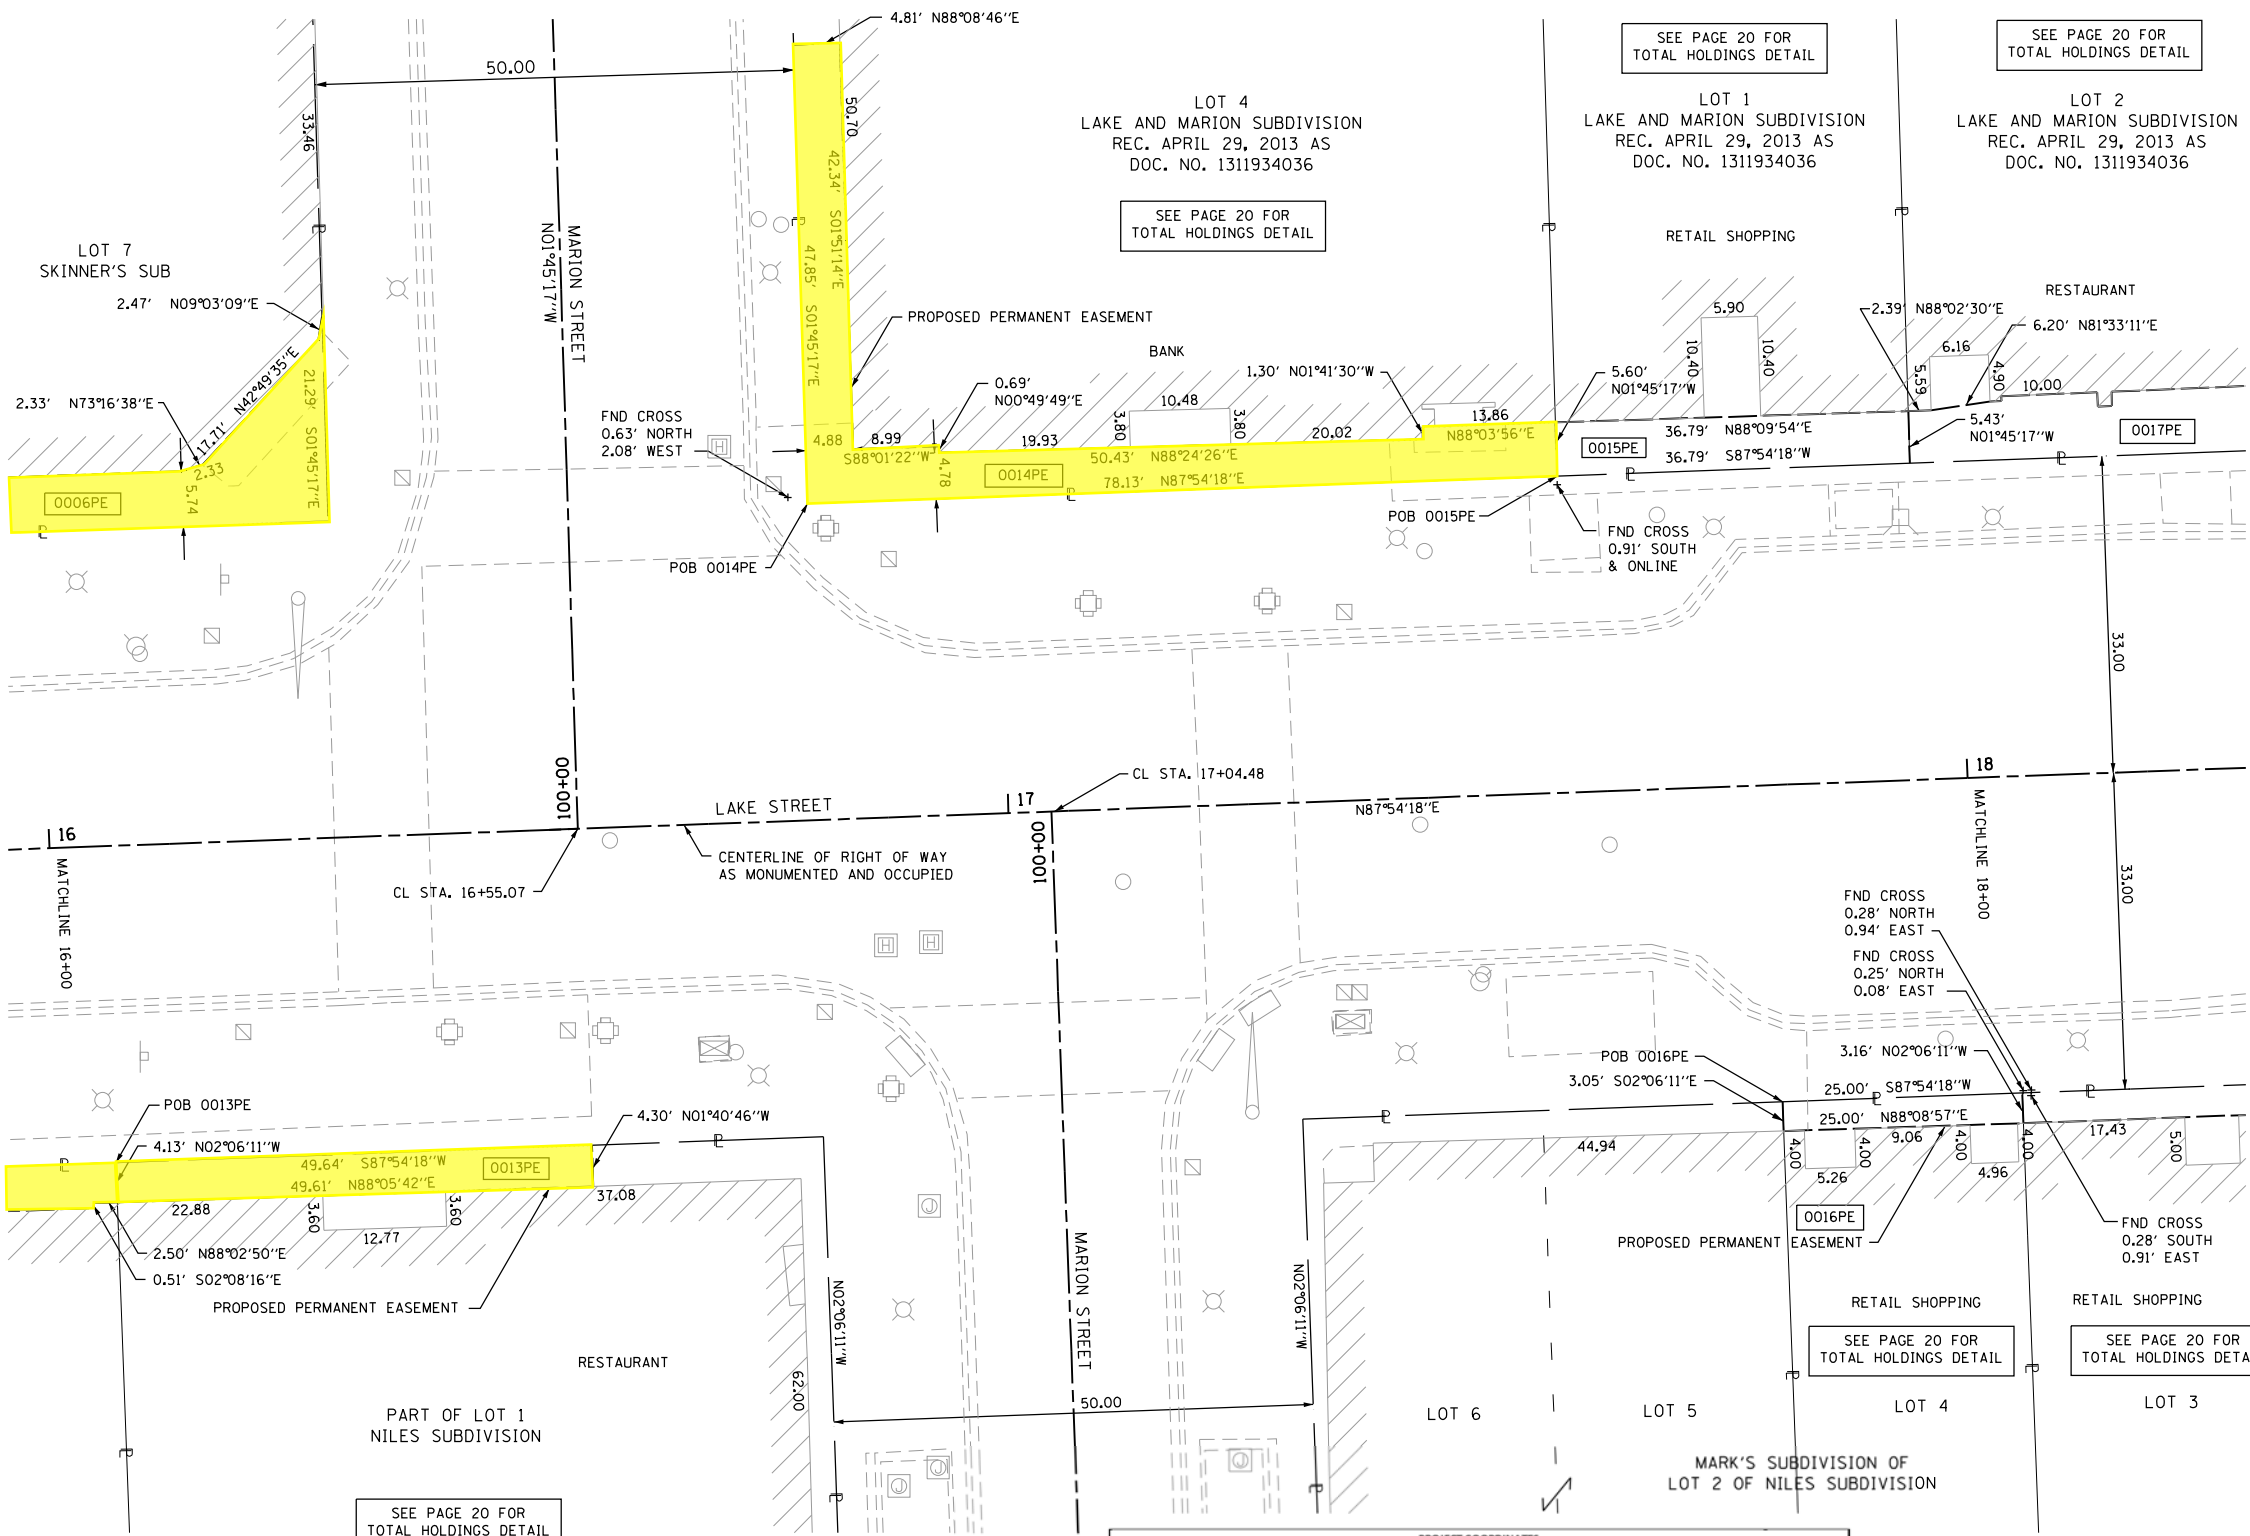 4.81' N88°08'46"E
50.00
SEE PAGE 20 FOR
TOTAL HOLDINGS DETAIL
SEE PAGE 20 FOR
TOTAL HOLDINGS DETAIL
33.46
50.70
42.34' S01°51'14"E
47.85' S01°45'17"E
LOT 4
LAKE AND MARION SUBDIVISION
REC. APRIL 29, 2013 AS
DOC. NO. 1311934036
LOT 1
LAKE AND MARION SUBDIVISION
REC. APRIL 29, 2013 AS
DOC. NO. 1311934036
LOT 2
LAKE AND MARION SUBDIVISION
REC. APRIL 29, 2013 AS
DOC. NO. 1311934036
SEE PAGE 20 FOR
TOTAL HOLDINGS DETAIL
MARION STREET
N01°45'17"W
LOT 7
SKINNER'S SUB
RETAIL SHOPPING
RESTAURANT
2.47' N09°03'09"E
2.33' N73°16'38"E
N42°49'35"E
17.71'
21.29' S01°45'17"E
2.33
5.74
0006PE
PROPOSED PERMANENT EASEMENT
BANK
FND CROSS
0.63' NORTH
2.08' WEST
H
4.88
8.99
S88°01'22"W
0.69'
N00°49'49"E
4.78
19.93
3.80
10.48
3.80
20.02
1.30' N01°41'30"W
13.86
N88°03'56"E
50.43' N88°24'26"E
0014PE
78.13' N87°54'18"E
5.60'
N01°45'17"W
5.90
10.40
10.40
2.39' N88°02'30"E
6.20' N81°33'11"E
6.16
5.59
4.90
10.00
0015PE
36.79' N88°09'54"E
36.79' S87°54'18"W
5.43'
N01°45'17"W
0017PE
POB 0014PE
POB 0015PE
FND CROSS
0.91' SOUTH
& ONLINE
33.00
101+00
CL STA. 17+04.48
16
LAKE STREET
17
N87°54'18"E
18
100+00
MATCHLINE 16+00
CL STA. 16+55.07
CENTERLINE OF RIGHT OF WAY
AS MONUMENTED AND OCCUPIED
MATCHLINE 18+00
33.00
H
H
FND CROSS
0.28' NORTH
0.94' EAST
FND CROSS
0.25' NORTH
0.08' EAST
POB 0016PE
3.16' N02°06'11"W
3.05' S02°06'11"E
25.00' S87°54'18"W
25.00' N88°08'57"E
POB 0013PE
4.13' N02°06'11"W
4.30' N01°40'46"W
49.64' S87°54'18"W
0013PE
49.61' N88°05'42"E
22.88
3.60
12.77
3.60
37.08
2.50' N88°02'50"E
0.51' S02°08'16"E
PROPOSED PERMANENT EASEMENT
J
44.94
4.00
5.26
4.00
9.06
4.00
4.96
4.00
17.43
5.00
0016PE
PROPOSED PERMANENT EASEMENT
FND CROSS
0.28' SOUTH
0.91' EAST
N02°06'11"W
MARION STREET
N02°06'11"W
RETAIL SHOPPING
RETAIL SHOPPING
SEE PAGE 20 FOR
TOTAL HOLDINGS DETAIL
SEE PAGE 20 FOR
TOTAL HOLDINGS DETA
RESTAURANT
62.00
50.00
PART OF LOT 1
NILES SUBDIVISION
LOT 6
LOT 5
LOT 4
LOT 3
MARK'S SUBDIVISION OF
LOT 2 OF NILES SUBDIVISION
J
J
J
SEE PAGE 20 FOR
TOTAL HOLDINGS DETAIL